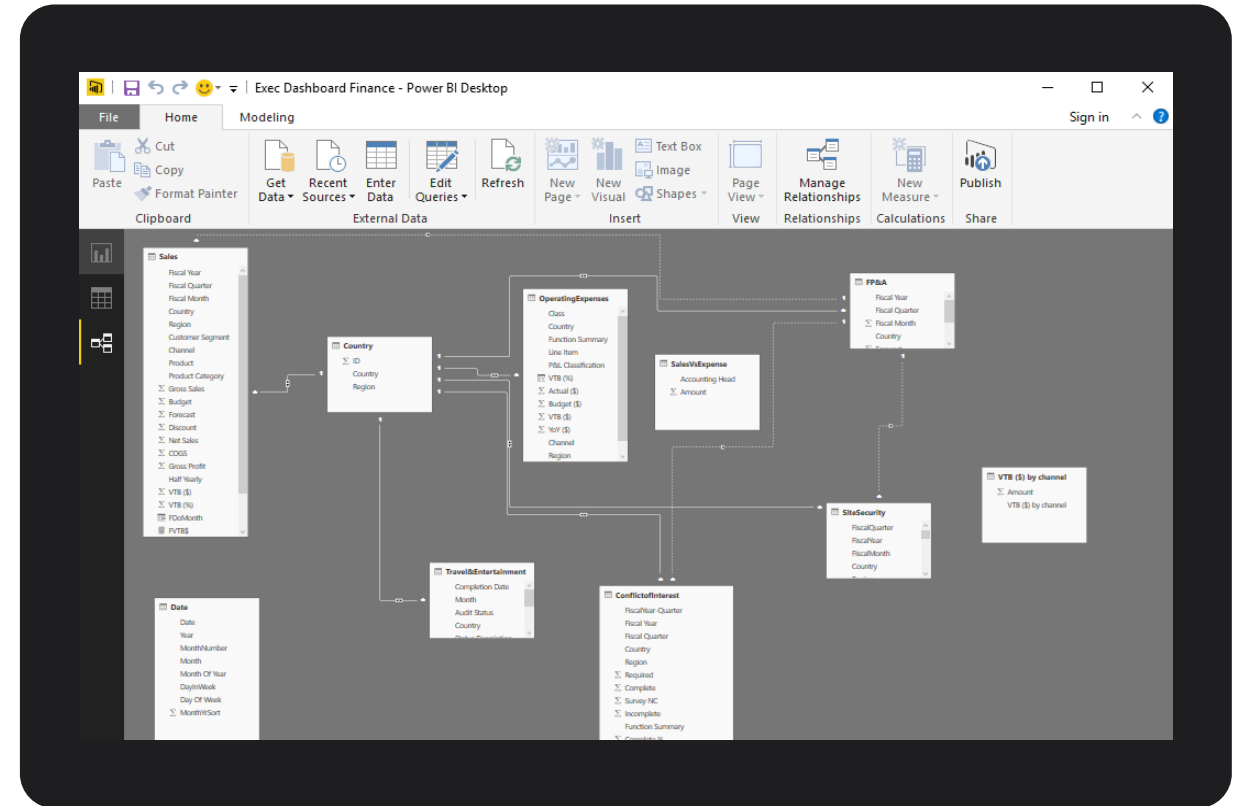 Exec Dashboard Finance - Power BI Desktop
File Home Modeling Sign in
Paste
Cut
Copy
Format Painter
Clipboard
Get Data
Recent Sources
Enter Data
Edit Queries
Refresh
External Data
New Page
New Visual
Text Box
Image
Shapes
Insert
Page View
View
Manage Relationships
Relationships
New Measure
Calculations
Publish
Share
Sales
Fiscal Year
Fiscal Quarter
Fiscal Month
Country
Region
Customer Segment
Channel
Product
Product Category
Σ Gross Sales
Σ Budget
Σ Forecast
Σ Discount
Σ Net Sales
Σ COGS
Σ Gross Profit
Half Yearly
Σ VTB ($)
Σ VTB (%)
FDoMonth
FVTB$
Country
Σ ID
Country
Region
OperatingExpenses
Class
Country
Function Summary
Line Item
P&L Classification
VTB (%)
Σ Actual ($)
Σ Budget ($)
Σ VTB ($)
Σ YoY ($)
Channel
Region
SalesVsExpense
Accounting Head
Σ Amount
FP&A
Fiscal Year
Fiscal Quarter
Σ Fiscal Month
Country
Σ Forecast
VTB ($) by channel
Σ Amount
VTB ($) by channel
SiteSecurity
FiscalQuarter
FiscalYear
FiscalMonth
Country
Travel&Entertainment
Completion Date
Month
Audit Status
Country
Status Description
ConflictofInterest
FiscalYear-Quarter
Fiscal Year
Fiscal Quarter
Country
Region
Σ Required
Σ Complete
Σ Survey NC
Σ Incomplete
Function Summary
Σ Complete %
Date
Date
Year
MonthNumber
Month
Month Of Year
DayInWeek
Day Of Week
Σ MonthYrSort